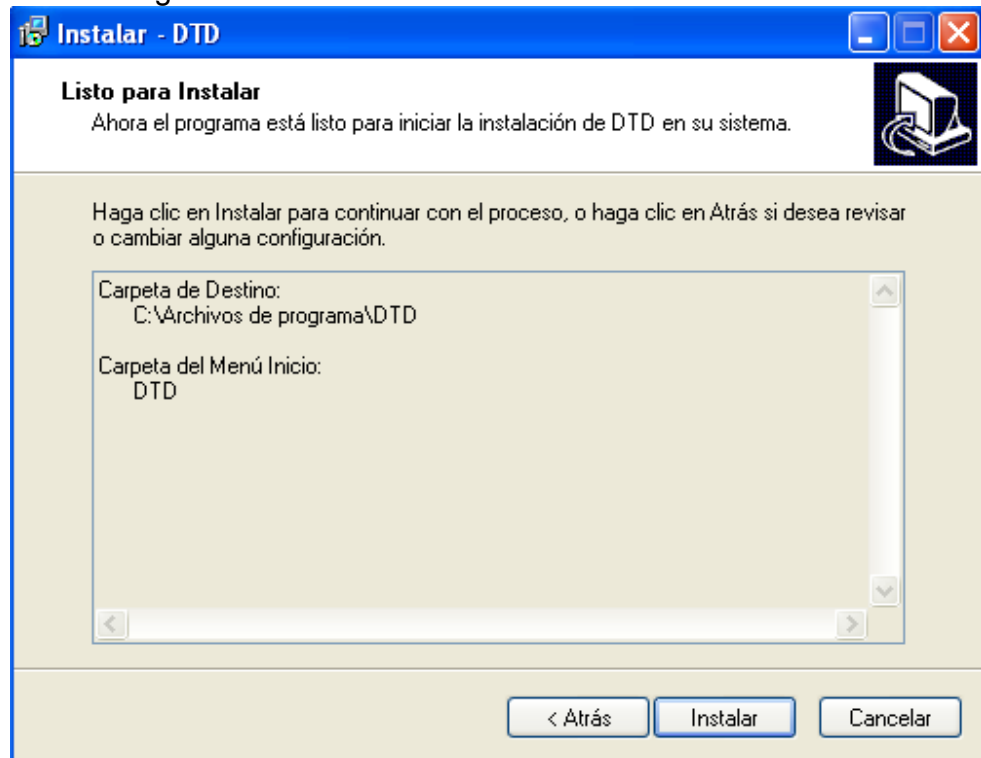 Instalar - DTD
Listo para Instalar
Ahora el programa está listo para iniciar la instalación de DTD en su sistema.
Haga clic en Instalar para continuar con el proceso, o haga clic en Atrás si desea revisar
o cambiar alguna configuración.
Carpeta de Destino:
C:\Archivos de programa\DTD
Carpeta del Menú Inicio:
DTD
< Atrás
Instalar
Cancelar